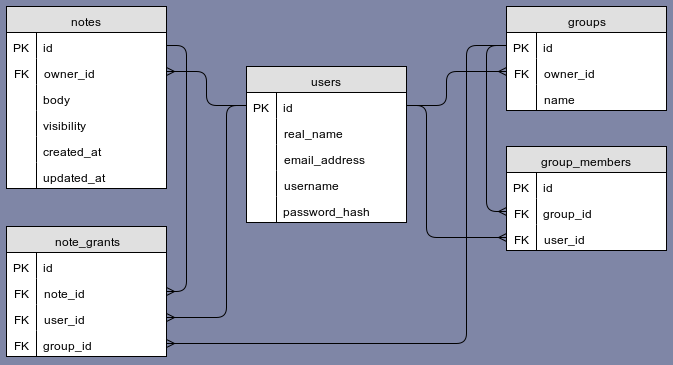 notes
PK id
FK owner_id
body
visibility
created_at
updated_at
users
PK id
real_name
email_address
username
password_hash
groups
PK id
FK owner_id
name
group_members
PK id
FK group_id
FK user_id
note_grants
PK id
FK note_id
FK user_id
FK group_id